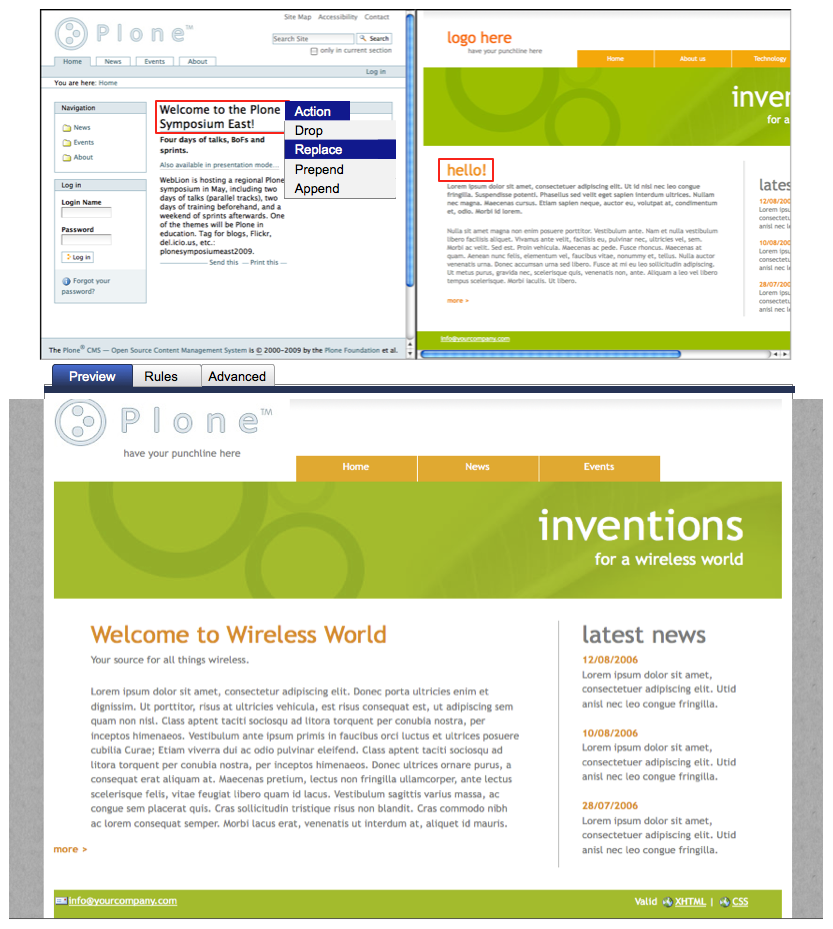 Plone™
Site Map Accessibility Contact
Search Site Search
only in current section
Home News Events About
Log in
You are here: Home
Navigation
News
Events
About
Log in
Login Name
Password
Log in
Forgot your
password?
Welcome to the Plone
Symposium East!
Four days of talks, BoFs and
sprints.
Also available in presentation mode...
WebLion is hosting a regional Plone
symposium in May, including two
days of talks (parallel tracks), two
days of training beforehand, and a
weekend of sprints afterwards. One
of the themes will be Plone in
education. Tag for blogs, Flickr,
del.icio.us, etc.:
plonesymposiumeast2009.
Send this — Print this —
Action
Drop
Replace
Prepend
Append
The Plone® CMS — Open Source Content Management System is © 2000-2009 by the Plone Foundation et al.
logo here
have your punchline here
Home About us Technology
inven
for a
hello!
Lorem ipsum dolor sit amet, consectetuer adipiscing elit. Morbi sed leo congue
fringilla. Suspendisse potenti. Phasellus sed velit eget sapien interdum feugiat. Nullam
nec magna. Maecenas cursus. Etiam sapien neque, auctor eu, volutpat at, condimentum
et, odio. Morbi id lorem.
Nulla sit amet magna non enim posuere porttitor. Vestibulum ante. Nam et nulla vestibulum
libero facilisis aliquet. Vivamus ante velit, facilisis eu, pulvinar nec, ultricies vel, sem.
Morbi ac velit. Sed est. Proin vehicula. Maecenas ac pede. Fusce rhoncus. Maecenas at
quam. Aenean nunc felis, elementum vel, faucibus vitae, nonummy et, tellus. Nulla auctor
venenatis urna. Donec accumsan urna sed libero. Fusce at mi eu leo sollicitudin adipiscing.
Ut metus purus, gravida nec, scelerisque quis, venenatis non, ante. Aliquam a leo vel libero
tempus scelerisque. Morbi iaculis. Ut libero.
more >
lates
12/08/200
Lorem ipsu
consectetu
anisl nec l
10/08/200
Lorem ipsu
consectetu
anisl nec l
28/07/200
Lorem ipsu
consectetu
anisl nec l
info@yourcompany.com
Preview Rules Advanced
Plone™
have your punchline here
Home News Events
inventions
for a wireless world
Welcome to Wireless World
Your source for all things wireless.
Lorem ipsum dolor sit amet, consectetur adipiscing elit. Donec porta ultricies enim et
dignissim. Ut porttitor, risus at ultricies vehicula, est risus consequat est, ut adipiscing sem
quam non nisl. Class aptent taciti sociosqu ad litora torquent per conubia nostra, per
inceptos himenaeos. Vestibulum ante ipsum primis in faucibus orci luctus et ultrices posuere
cubilia Curae; Etiam viverra dui ac odio pulvinar eleifend. Class aptent taciti sociosqu ad
litora torquent per conubia nostra, per inceptos himenaeos. Donec ultrices ornare purus, a
consequat erat aliquam at. Maecenas pretium, lectus non fringilla ullamcorper, ante lectus
scelerisque felis, vitae feugiat libero quam id lacus. Vestibulum sagittis varius massa, ac
congue sem placerat quis. Cras sollicitudin tristique risus non blandit. Cras commodo nibh
ac lorem consequat semper. Morbi lacus erat, venenatis ut interdum at, aliquet id mauris.
more >
latest news
12/08/2006
Lorem ipsum dolor sit amet,
consectetuer adipiscing elit. Utid
anisl nec leo congue fringilla.
10/08/2006
Lorem ipsum dolor sit amet,
consectetuer adipiscing elit. Utid
anisl nec leo congue fringilla.
28/07/2006
Lorem ipsum dolor sit amet,
consectetuer adipiscing elit. Utid
anisl nec leo congue fringilla.
info@yourcompany.com
Valid XHTML | CSS